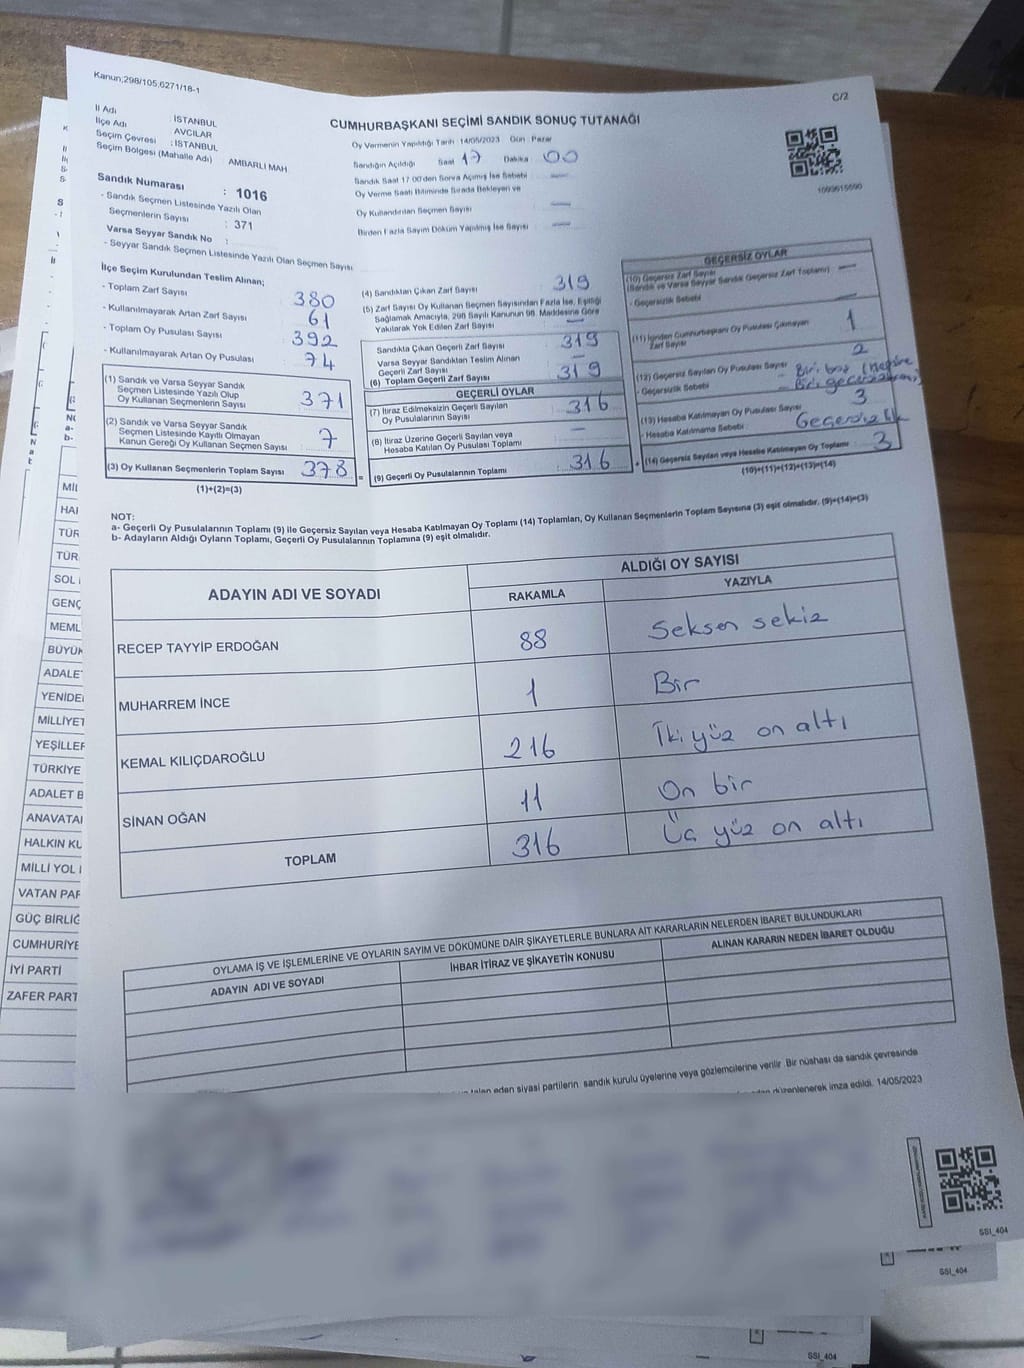 Kanun;298/105,6271/18-1
C/2
İl Adı : İSTANBUL
İlçe Adı : AVCILAR
Seçim Çevresi : İSTANBUL
Seçim Bölgesi (Mahalle Adı) AMBARLI MAH
Sandık Numarası : 1016
- Sandık Seçmen Listesinde Yazılı Olan
Seçmenlerin Sayısı : 371
Varsa Seyyar Sandık No :
- Seyyar Sandık Seçmen Listesinde Yazılı Olan Seçmen Sayısı
CUMHURBAŞKANI SEÇİMİ SANDIK SONUÇ TUTANAĞI
Oy Vermenin Yapıldığı Tarih 14/05/2023 Gün : Pazar
Sandığın Açıldığı Saat 17 Dakika 00
Sandık Saat 17:00'den Sonra Açılmış İse Sebebi —
Oy Verme Saati Bitiminde Sırada Bekleyen ve
Oy Kullandırılan Seçmen Sayısı —
Birden Fazla Sayım Döküm Yapılmış İse Sayısı —
İlçe Seçim Kurulundan Teslim Alınan;
- Toplam Zarf Sayısı 380
- Kullanılmayarak Artan Zarf Sayısı 61
- Toplam Oy Pusulası Sayısı 392
- Kullanılmayarak Artan Oy Pusulası 74
(1) Sandık ve Varsa Seyyar Sandık
Seçmen Listesinde Yazılı Olup
Oy Kullanan Seçmenlerin Sayısı 371
(2) Sandık ve Varsa Seyyar Sandık
Seçmen Listesinde Kayıtlı Olmayan
Kanun Gereği Oy Kullanan Seçmen Sayısı 7
(3) Oy Kullanan Seçmenlerin Toplam Sayısı 378
(1)+(2)=(3)
(4) Sandıktan Çıkan Zarf Sayısı 319
(5) Zarf Sayısı Oy Kullanan Seçmen Sayısından Fazla İse, Eşitliği
Sağlamak Amacıyla, 298 Sayılı Kanunun 98. Maddesine Göre
Yakılarak Yok Edilen Zarf Sayısı —
Sandıkta Çıkan Geçerli Zarf Sayısı 319
Varsa Seyyar Sandıktan Teslim Alınan
Geçerli Zarf Sayısı —
(6) Toplam Geçerli Zarf Sayısı 319
GEÇERLİ OYLAR
(7) İtiraz Edilmeksizin Geçerli Sayılan
Oy Pusulalarının Sayısı 316
(8) İtiraz Üzerine Geçerli Sayılan veya
Hesaba Katılan Oy Pusulası Toplamı —
= (9) Geçerli Oy Pusulalarının Toplamı 316
GEÇERSİZ OYLAR
(10) Geçersiz Zarf Sayısı —
(Sandık ve Varsa Seyyar Sandık Geçersiz Zarf Toplamı)
- Geçersizlik Sebebi —
(11) İçinden Cumhurbaşkanı Oy Pusulası Çıkmayan
Zarf Sayısı 1
(12) Geçersiz Sayılan Oy Pusulası Sayısı 2
- Geçersizlik Sebebi
(13) Hesaba Katılmayan Oy Pusulası Sayısı 3
- Hesaba Katılmama Sebebi : Geçersizlik
+ (14) Geçersiz Sayılan veya Hesaba Katılmayan Oy Toplamı 3
(10)+(11)+(12)+(13)=(14)
NOT:
a- Geçerli Oy Pusulalarının Toplamı (9) ile Geçersiz Sayılan veya Hesaba Katılmayan Oy Toplamı (14) Toplamları, Oy Kullanan Seçmenlerin Toplam Sayısına (3) eşit olmalıdır. (9)+(14)=(3)
b- Adayların Aldığı Oyların Toplamı, Geçerli Oy Pusulalarının Toplamına (9) eşit olmalıdır.
ADAYIN ADI VE SOYADI
ALDIĞI OY SAYISI
RAKAMLA YAZIYLA
RECEP TAYYİP ERDOĞAN 88 Seksen sekiz
MUHARREM İNCE 1 Bir
KEMAL KILIÇDAROĞLU 216 İki yüz on altı
SİNAN OĞAN 11 On bir
TOPLAM 316 Üç yüz on altı
OYLAMA İŞ VE İŞLEMLERİNE VE OYLARIN SAYIM VE DÖKÜMÜNE DAİR ŞİKAYETLERLE BUNLARA AİT KARARLARIN NELERDEN İBARET BULUNDUKLARI
ADAYIN ADI VE SOYADI İHBAR İTİRAZ VE ŞİKAYETİN KONUSU ALINAN KARARIN NEDEN İBARET OLDUĞU
eden siyasi partilerin, sandık kurulu üyelerine veya gözlemcilerine verilir. Bir nüshası da sandık çevresinde
düzenlenerek imza edildi. 14/05/2023
SSI_404
SSI_404
SSI_404
MİL
HAL
TÜR
TÜR
SOL
GENÇ
MEML
BÜYÜK
ADALET
YENİDE
MİLLİYET
YEŞİLLER
TÜRKİYE
ADALET B
ANAVATA
HALKIN KU
MİLLİ YOL
VATAN PAR
GÜÇ BİRLİĞ
CUMHURİYE
İYİ PARTİ
ZAFER PART